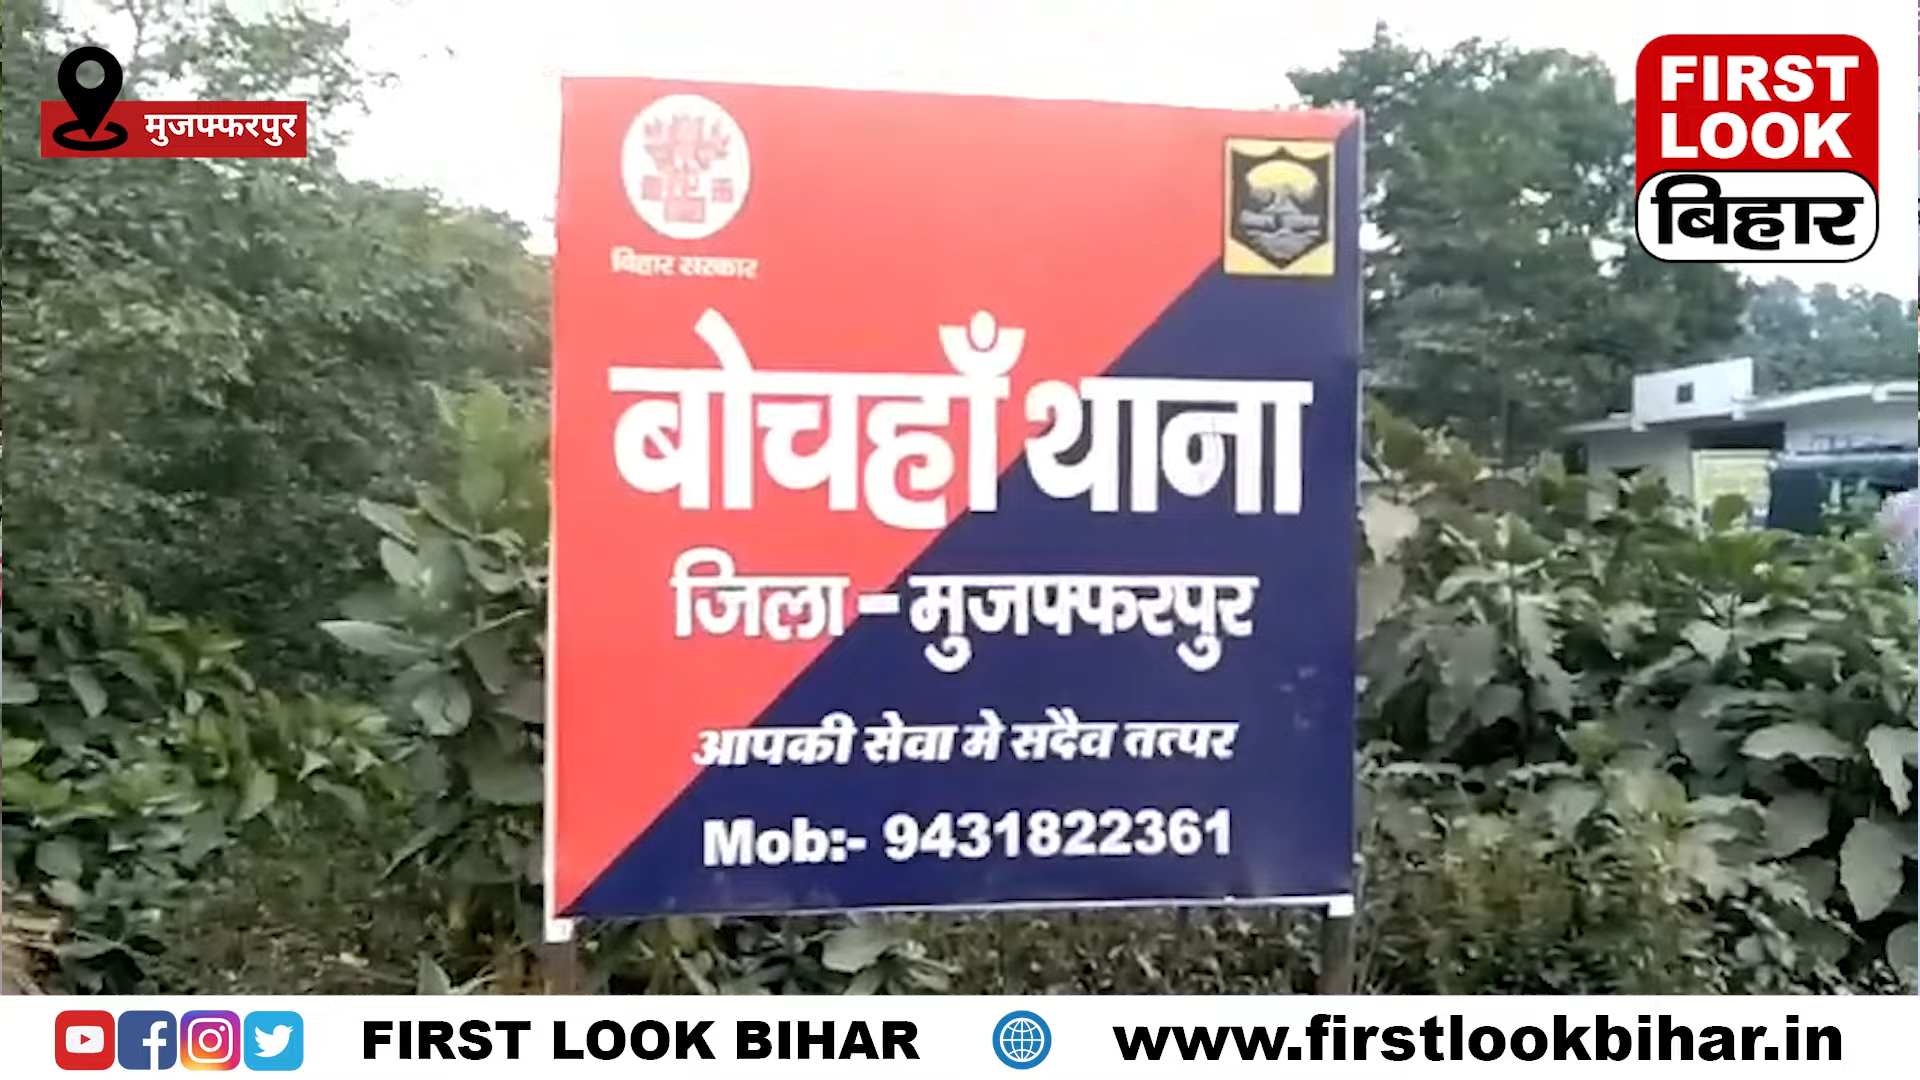 मुजफ्फरपुर
FIRST
LOOK
बिहार
बिहार सरकार
बोचहाँ थाना
जिला - मुजफ्फरपुर
आपकी सेवा मे सदैव तत्पर
Mob:- 9431822361
FIRST LOOK BIHAR
www.firstlookbihar.in